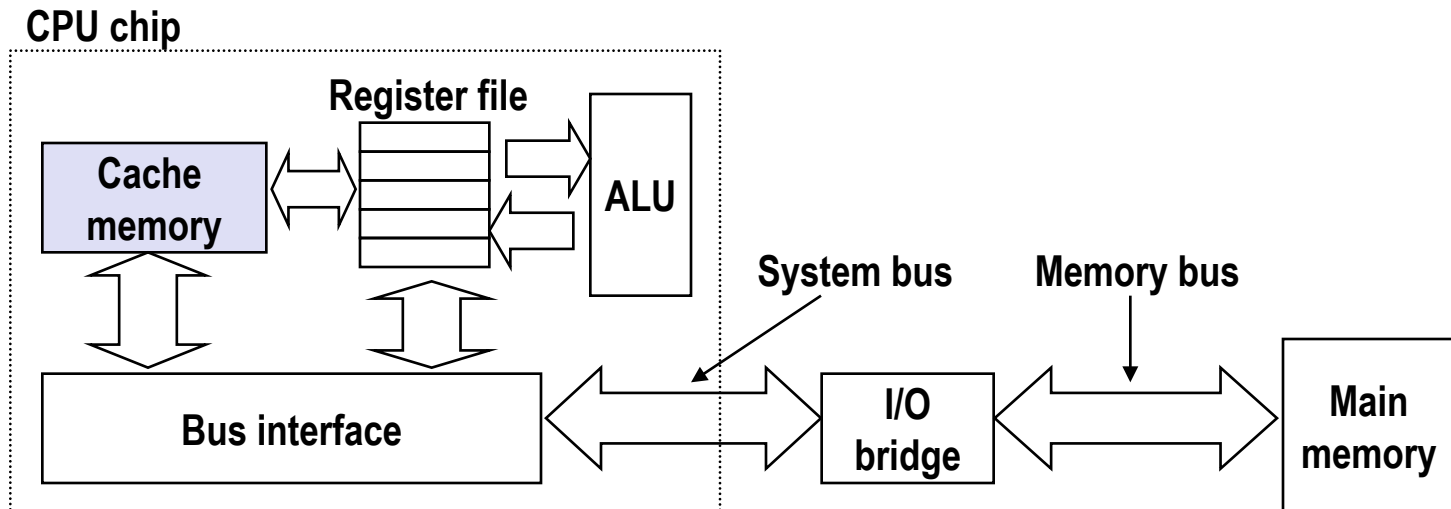 CPU chip
Register file
Cache
memory
ALU
System bus
Memory bus
Bus interface
I/O
bridge
Main
memory